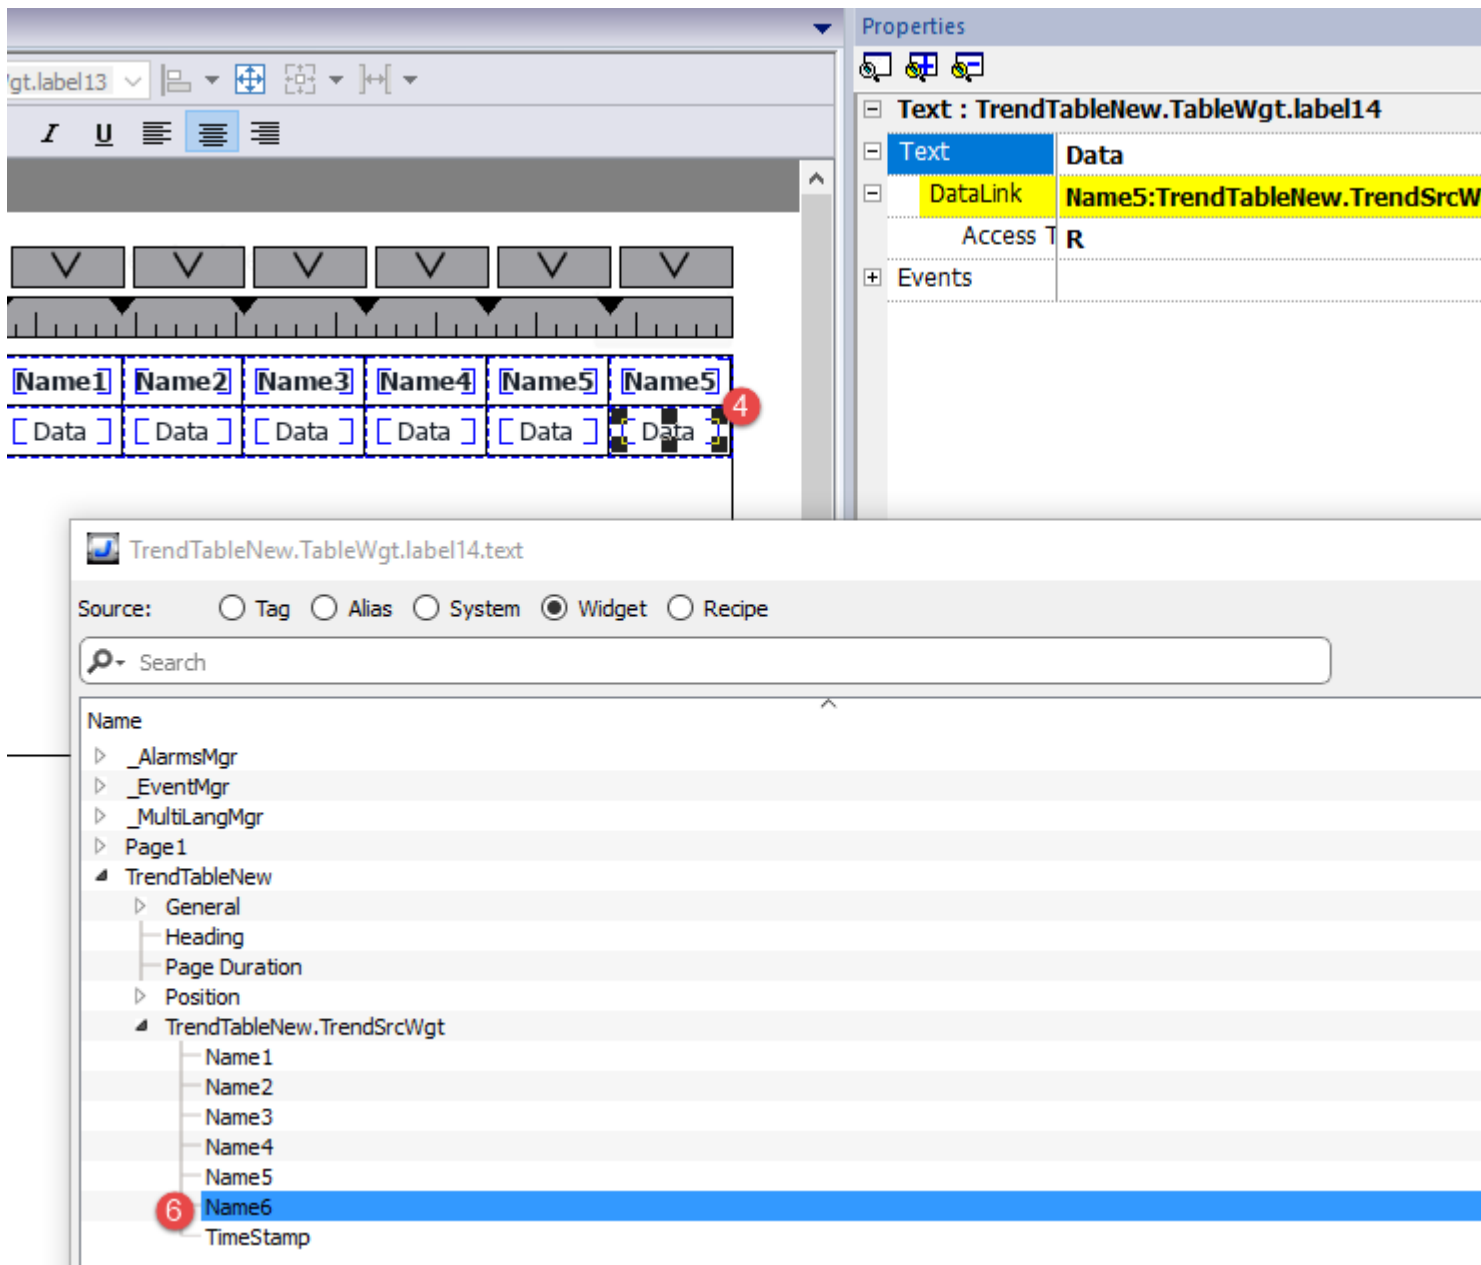 Properties
gt.label13
I U
Text : TrendTableNew.TableWgt.label14
Text Data
DataLink Name5:TrendTableNew.TrendSrcW
Access T R
Events
Name1 Name2 Name3 Name4 Name5 Name5
4
Data Data Data Data Data Data
TrendTableNew.TableWgt.label14.text
Source: Tag Alias System Widget Recipe
Search
Name
_AlarmsMgr
_EventMgr
_MultiLangMgr
Page1
TrendTableNew
General
Heading
Page Duration
Position
TrendTableNew.TrendSrcWgt
Name1
Name2
Name3
Name4
Name5
6 Name6
TimeStamp